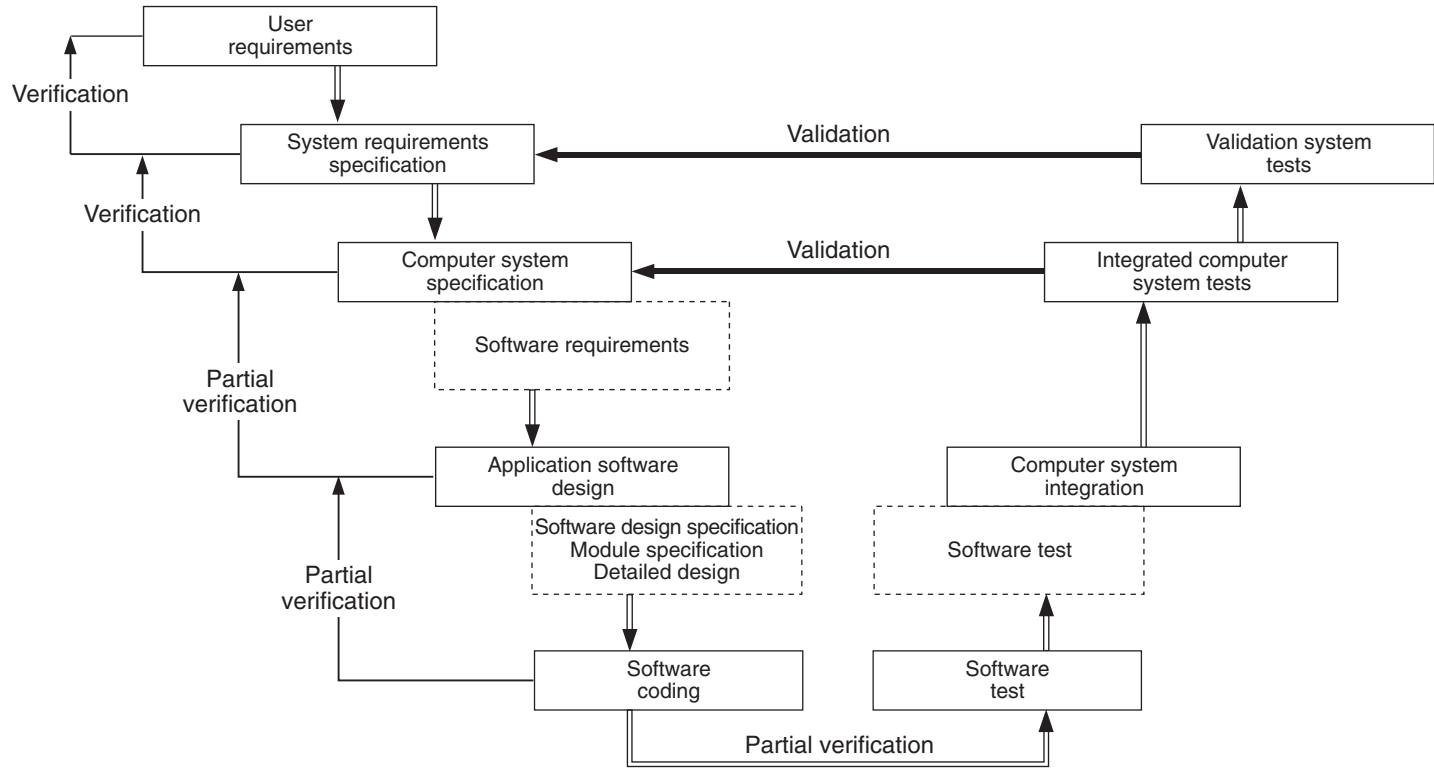 User
requirements
Verification
System requirements
specification
Validation
Validation system
tests
Verification
Computer system
specification
Validation
Integrated computer
system tests
Software requirements
Partial
verification
Application software
design
Computer system
integration
Software design specification
Module specification
Detailed design
Software test
Partial
verification
Software
coding
Software
test
Partial verification